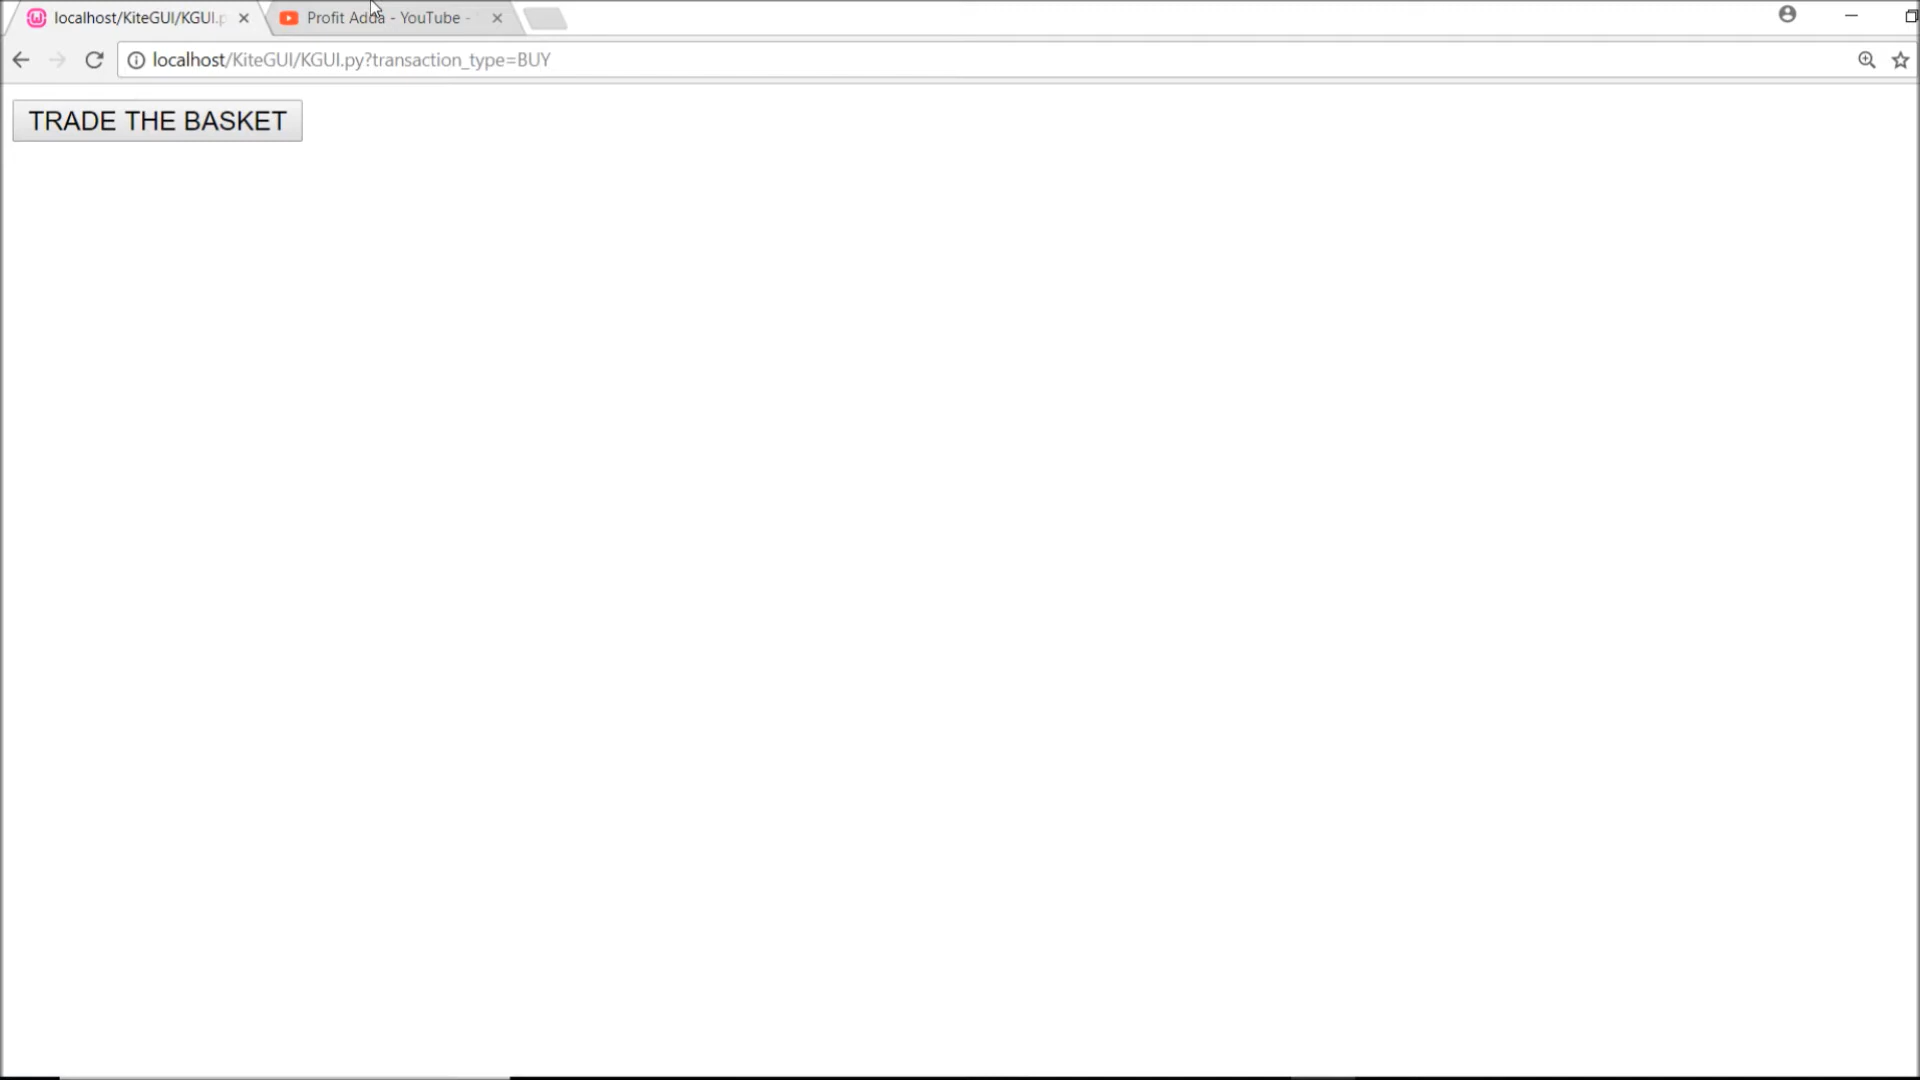 localhost/KiteGUI/KGUI.p
Profit Adda - YouTube -
localhost/KiteGUI/KGUI.py?transaction_type=BUY
TRADE THE BASKET